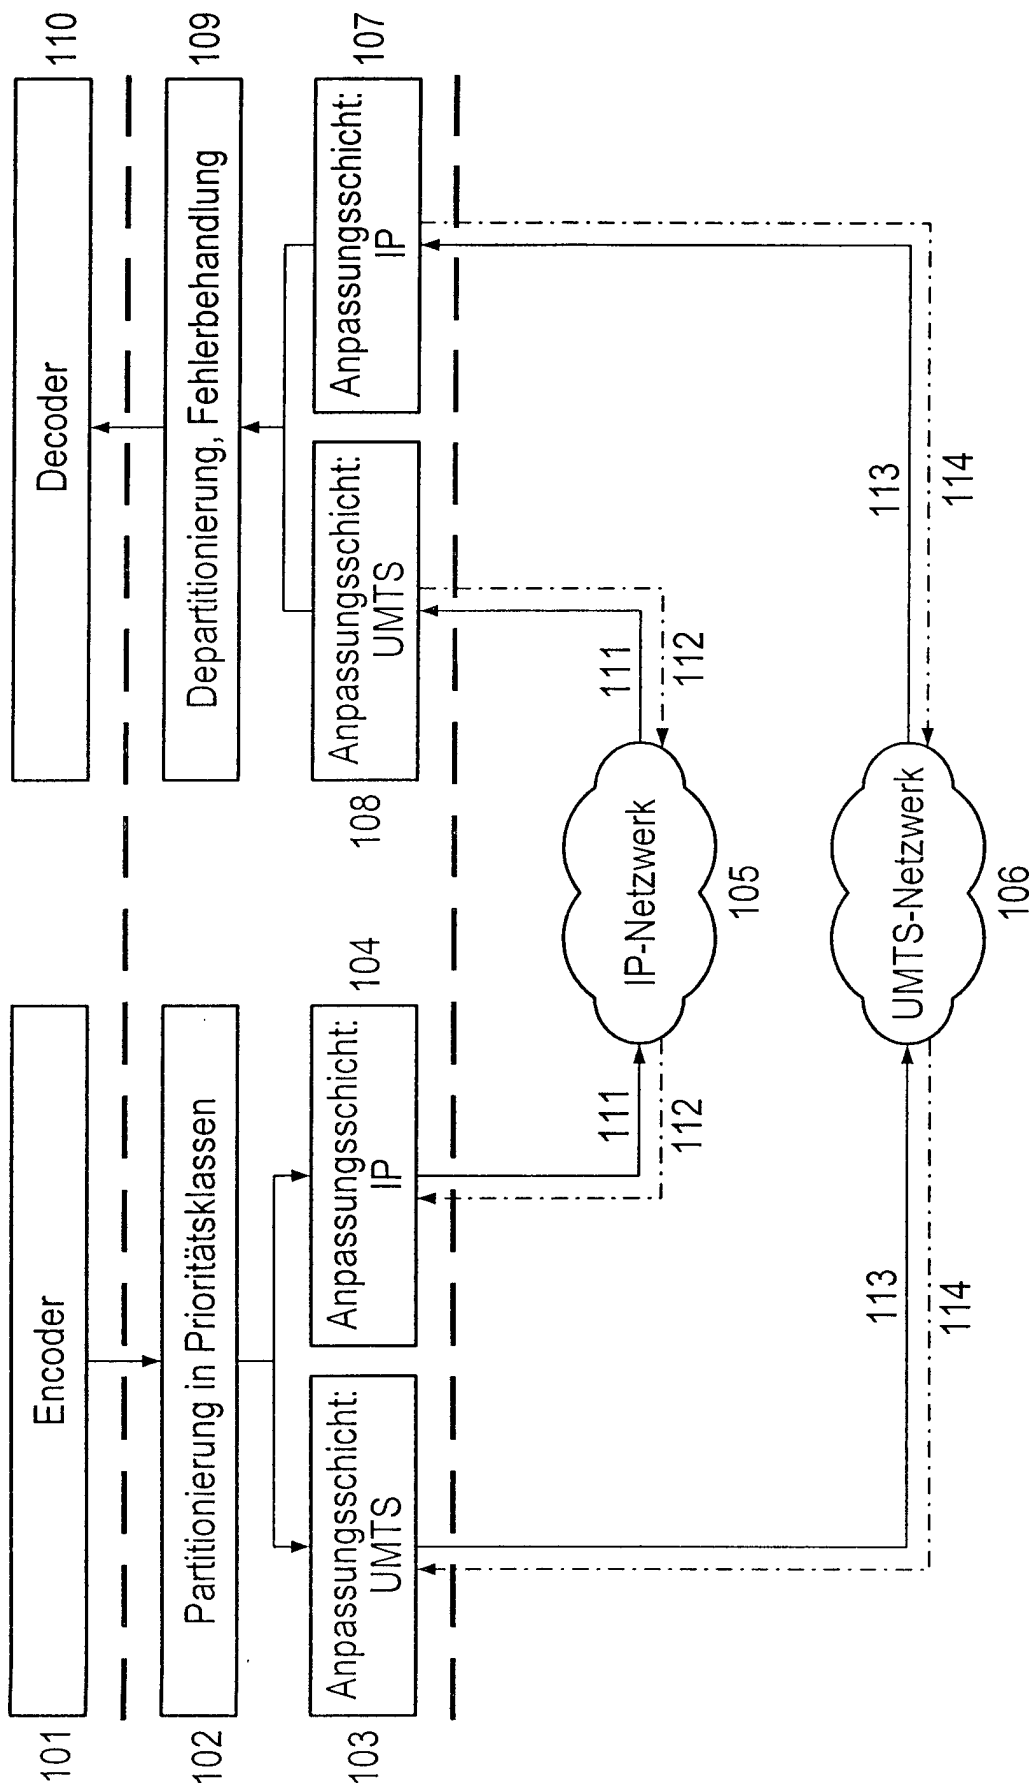 101
Encoder
Decoder
110
102
Partitionierung in Prioritätsklassen
Departitionierung, Fehlerbehandlung
109
103
Anpassungsschicht:
UMTS
Anpassungsschicht:
IP
104
108
Anpassungsschicht:
UMTS
Anpassungsschicht:
IP
107
111
112
IP-Netzwerk
105
111
112
113
114
UMTS-Netzwerk
106
113
114